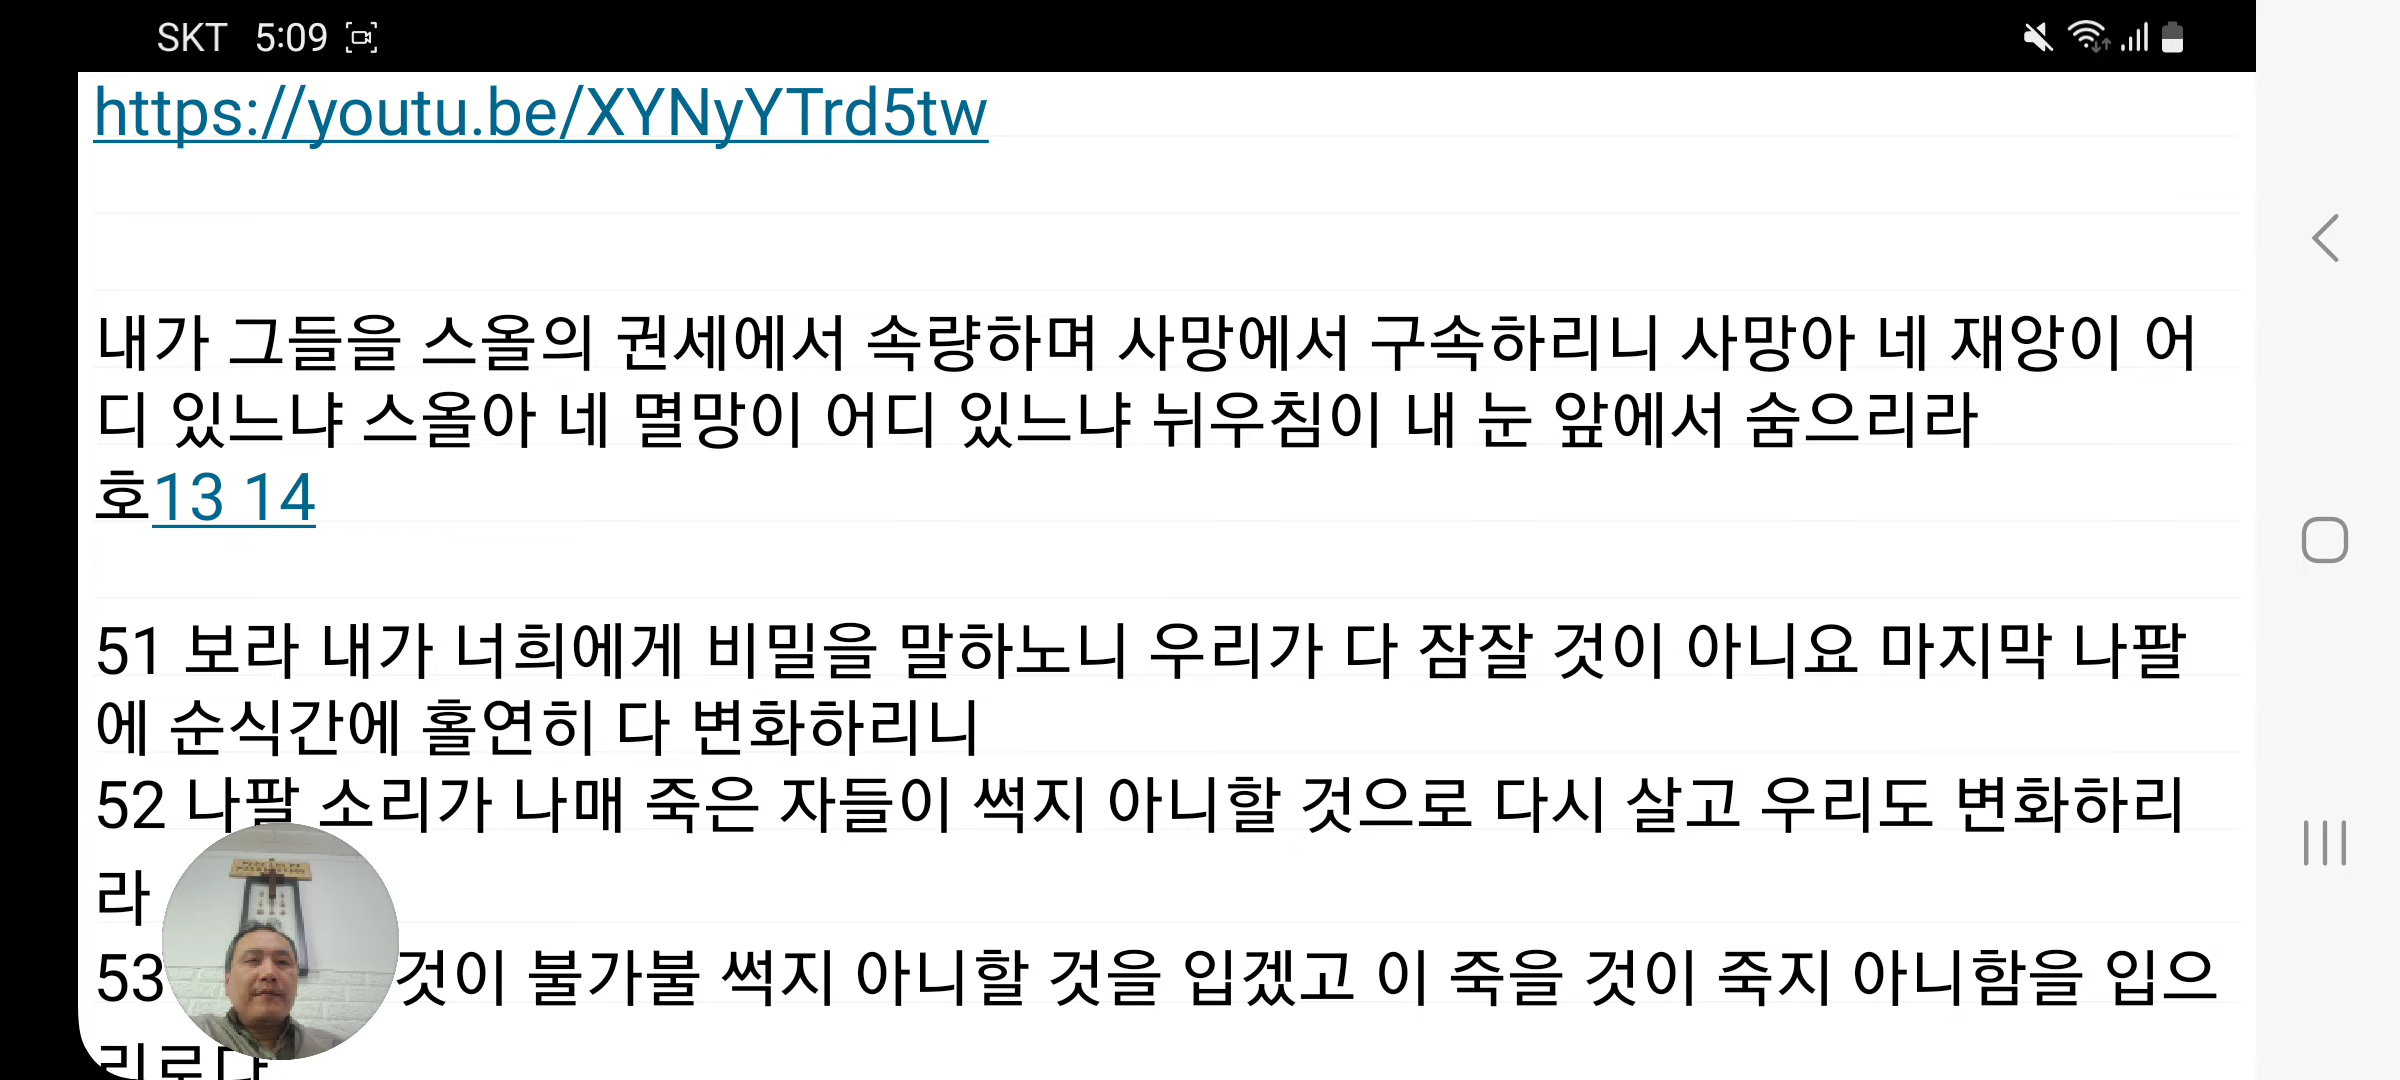 SKT 5:09
https://youtu.be/XYNyYTrd5tw
내가 그들을 스올의 권세에서 속량하며 사망에서 구속하리니 사망아 네 재앙이 어
디 있느냐 스올아 네 멸망이 어디 있느냐 뉘우침이 내 눈 앞에서 숨으리라
호13 14
51 보라 내가 너희에게 비밀을 말하노니 우리가 다 잠잘 것이 아니요 마지막 나팔
에 순식간에 홀연히 다 변화하리니
52 나팔 소리가 나매 죽은 자들이 썩지 아니할 것으로 다시 살고 우리도 변화하리
라
53 것이 불가불 썩지 아니할 것을 입겠고 이 죽을 것이 죽지 아니함을 입으
리로다